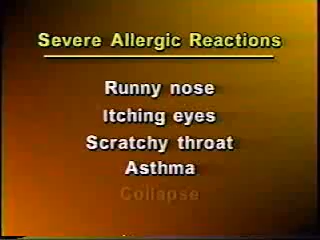 Severe Allergic Reactions
Runny nose
Itching eyes
Scratchy throat
Asthma
Collapse